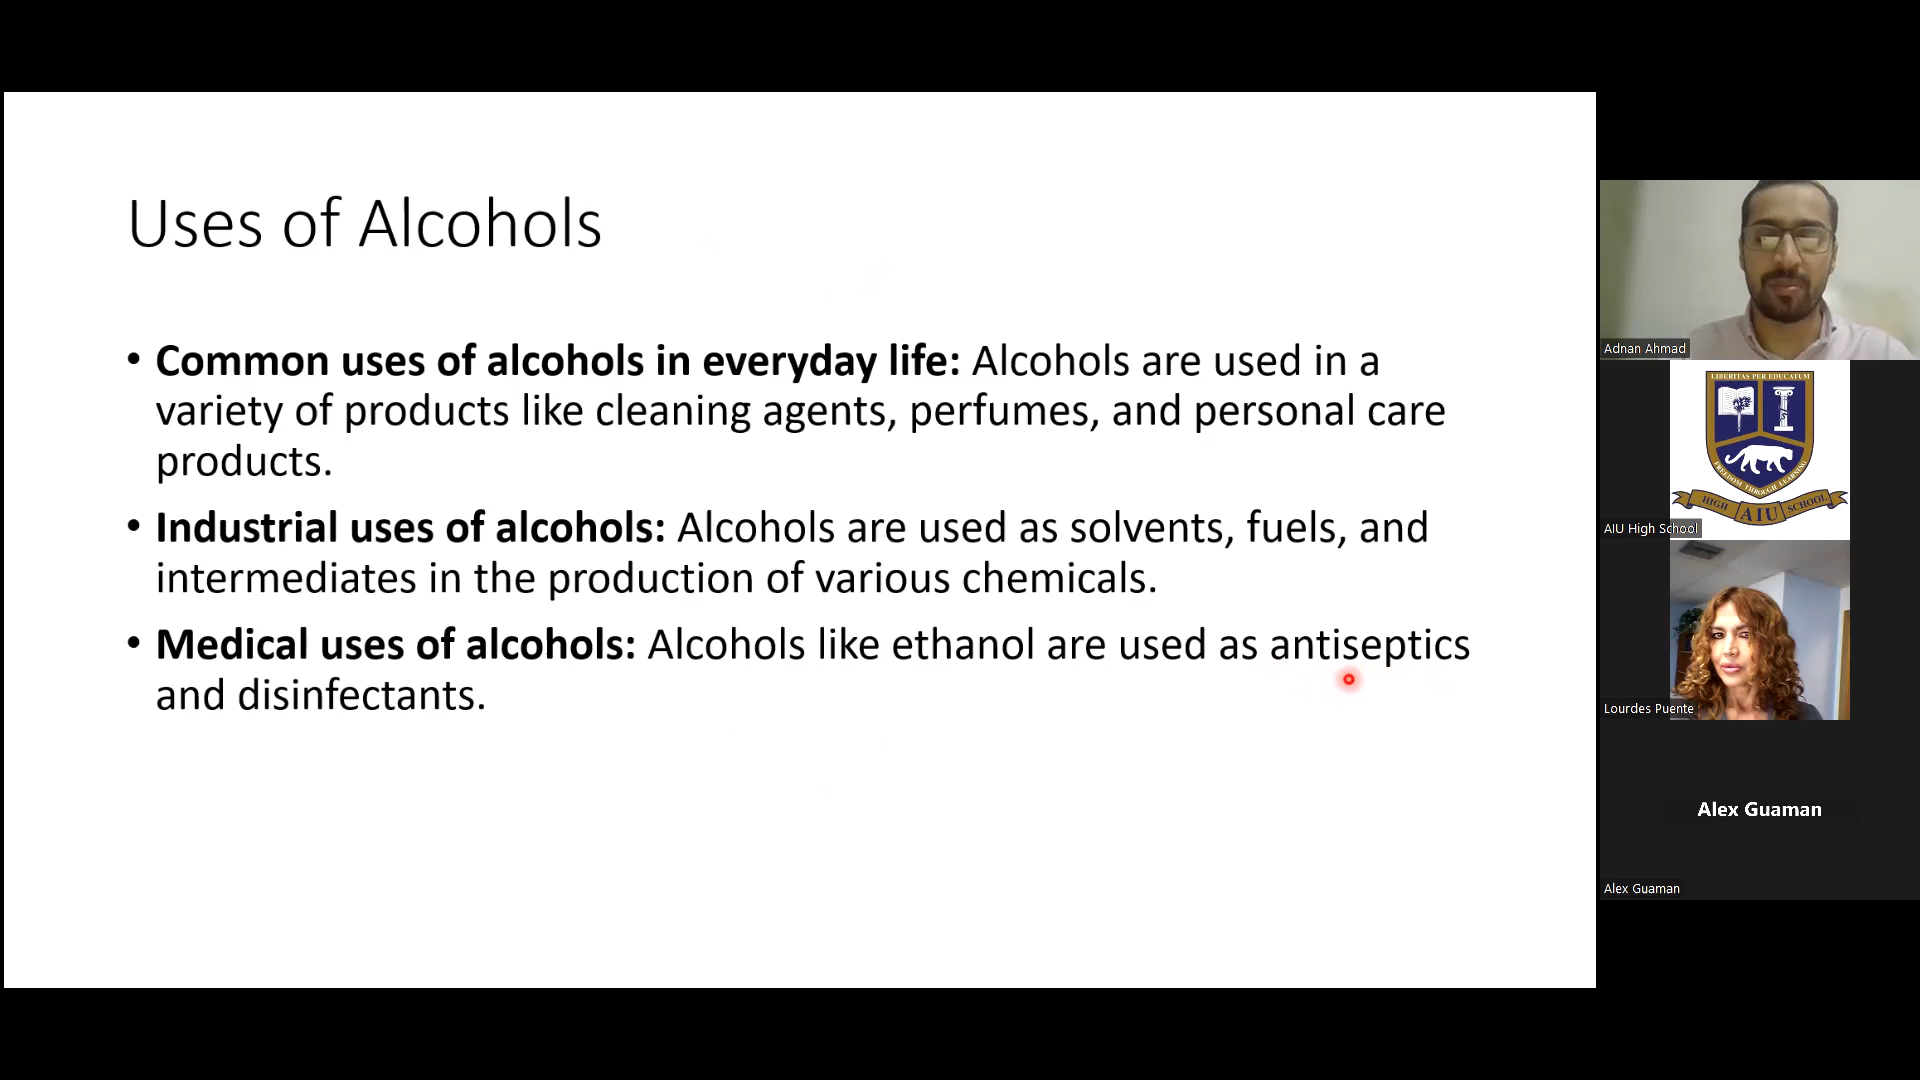 Uses of Alcohols
• Common uses of alcohols in everyday life: Alcohols are used in a
variety of products like cleaning agents, perfumes, and personal care
products.
• Industrial uses of alcohols: Alcohols are used as solvents, fuels, and
intermediates in the production of various chemicals.
• Medical uses of alcohols: Alcohols like ethanol are used as antiseptics
and disinfectants.
Adnan Ahmad
LIBERITAS PER EDUCATUM
FREEDOM THROUGH LEARNING
HIGH AIU SCHOOL
AIU High School
Lourdes Puente
Alex Guaman
Alex Guaman